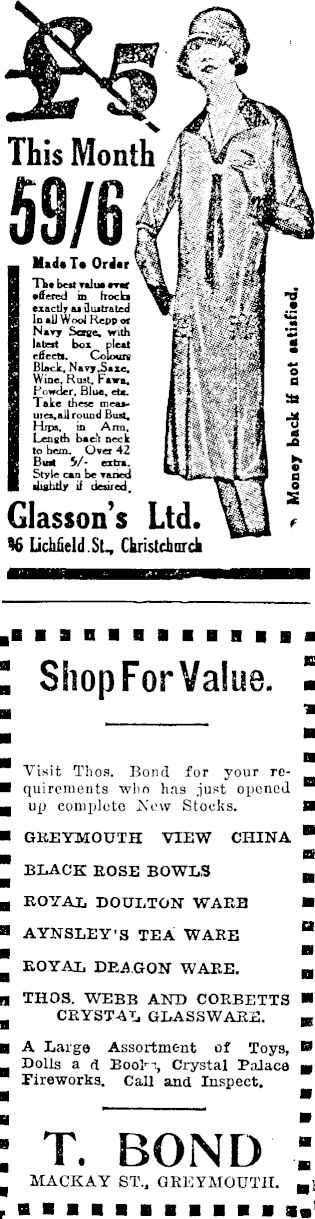 £5
This Month
59/6
Made To Order
The best value ever
offered in frocks
exactly as illustrated
In all Wool Repp or
Navy Serge, with
latest box pleat
effects. Colours
Black, Navy, Saxe,
Wine, Rust, Fawn,
Powder, Blue, etc.
Take these meas-
ures, all round Bust,
Hips, in Arm,
Length back neck
to hem. Over 42
Bust 5/- extra.
Style can be varied
slightly if desired.
Money back if not satisfied.
Glasson's Ltd.
96 Lichfield St., Christchurch
Shop For Value.
Visit Thos. Bond for your re-
quirements who has just opened
up complete New Stocks.
GREYMOUTH VIEW CHINA
BLACK ROSE BOWLS
ROYAL DOULTON WARE
AYNSLEY'S TEA WARE
ROYAL DRAGON WARE.
THOS. WEBB AND CORBETTS
CRYSTAL GLASSWARE.
A Large Assortment of Toys,
Dolls a d Books, Crystal Palace
Fireworks. Call and Inspect.
T. BOND
MACKAY ST., GREYMOUTH.